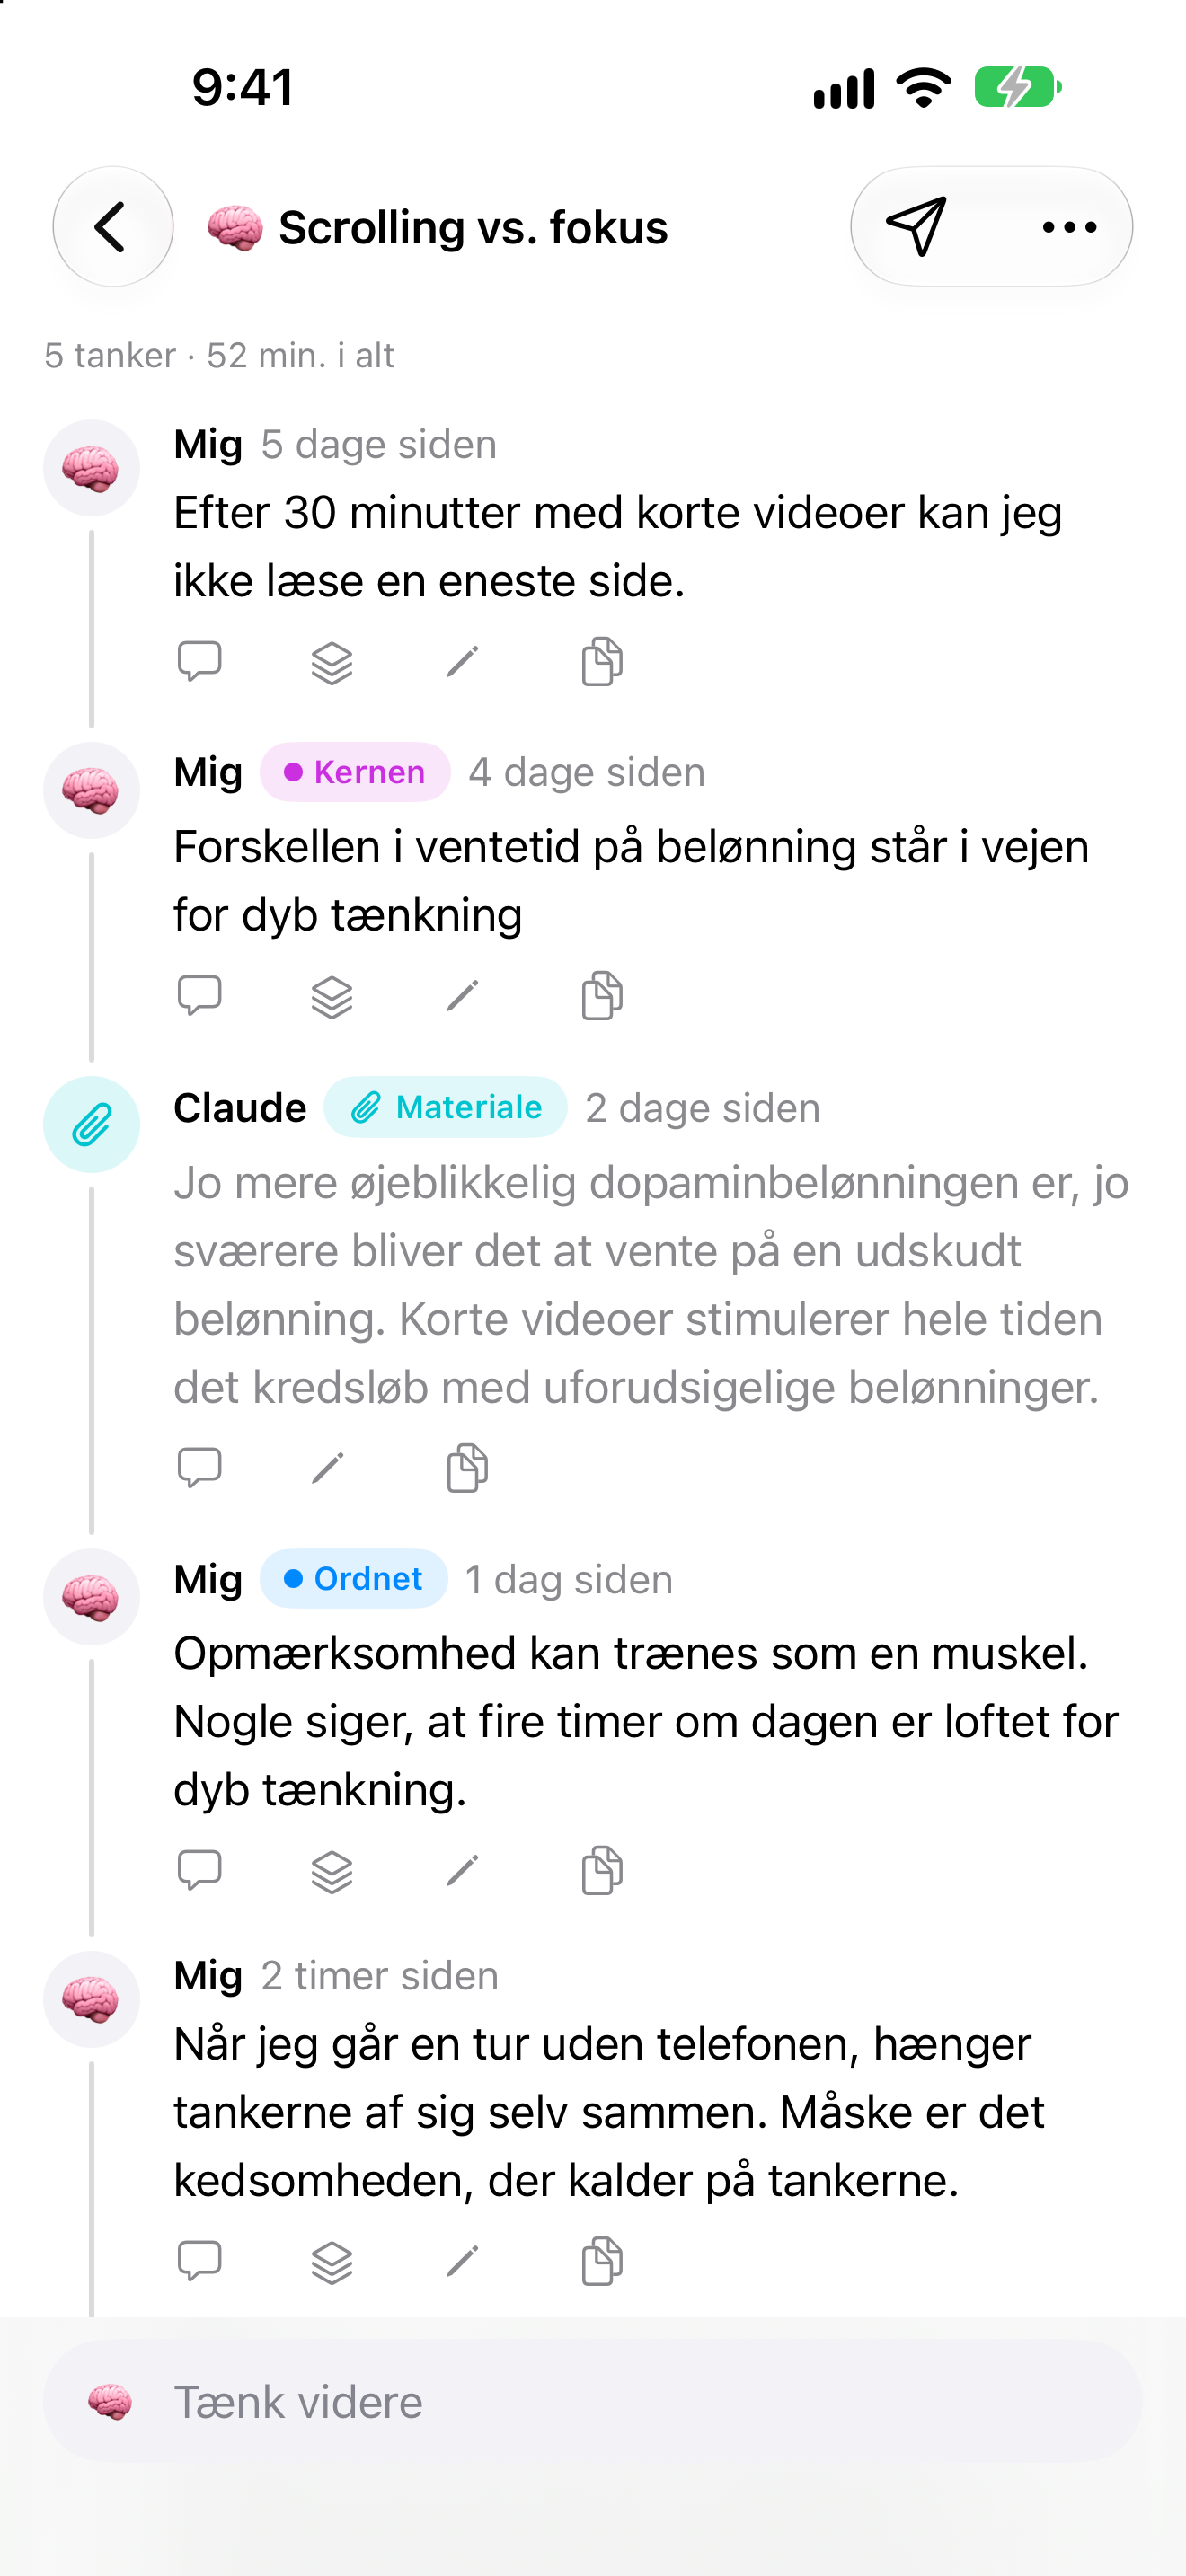 9:41
Scrolling vs. fokus
5 tanker · 52 min. i alt
Mig 5 dage siden
Efter 30 minutter med korte videoer kan jeg
ikke læse en eneste side.
Mig Kernen 4 dage siden
Forskellen i ventetid på belønning står i vejen
for dyb tænkning
Claude Materiale 2 dage siden
Jo mere øjeblikkelig dopaminbelønningen er, jo
sværere bliver det at vente på en udskudt
belønning. Korte videoer stimulerer hele tiden
det kredsløb med uforudsigelige belønninger.
Mig Ordnet 1 dag siden
Opmærksomhed kan trænes som en muskel.
Nogle siger, at fire timer om dagen er loftet for
dyb tænkning.
Mig 2 timer siden
Når jeg går en tur uden telefonen, hænger
tankerne af sig selv sammen. Måske er det
kedsomheden, der kalder på tankerne.
Tænk videre